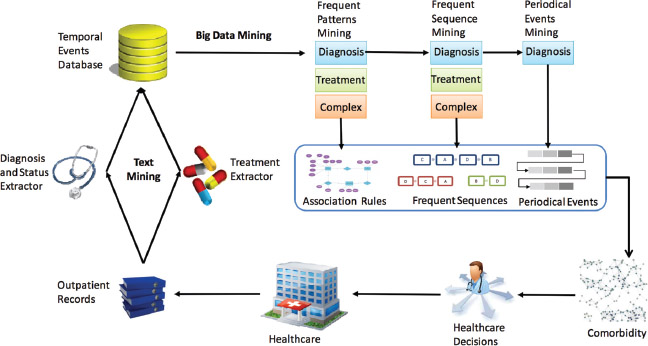 Temporal
Events
Database
Big Data Mining
Frequent
Patterns
Mining
Frequent
Sequence
Mining
Periodical
Events
Mining
Diagnosis
Diagnosis
Diagnosis
Treatment
Treatment
Complex
Complex
Diagnosis
and Status
Extractor
Text
Mining
Treatment
Extractor
C A D B
D C A
B D
Association Rules
Frequent Sequences
Periodical Events
Outpatient
Records
Healthcare
Healthcare
Decisions
Comorbidity